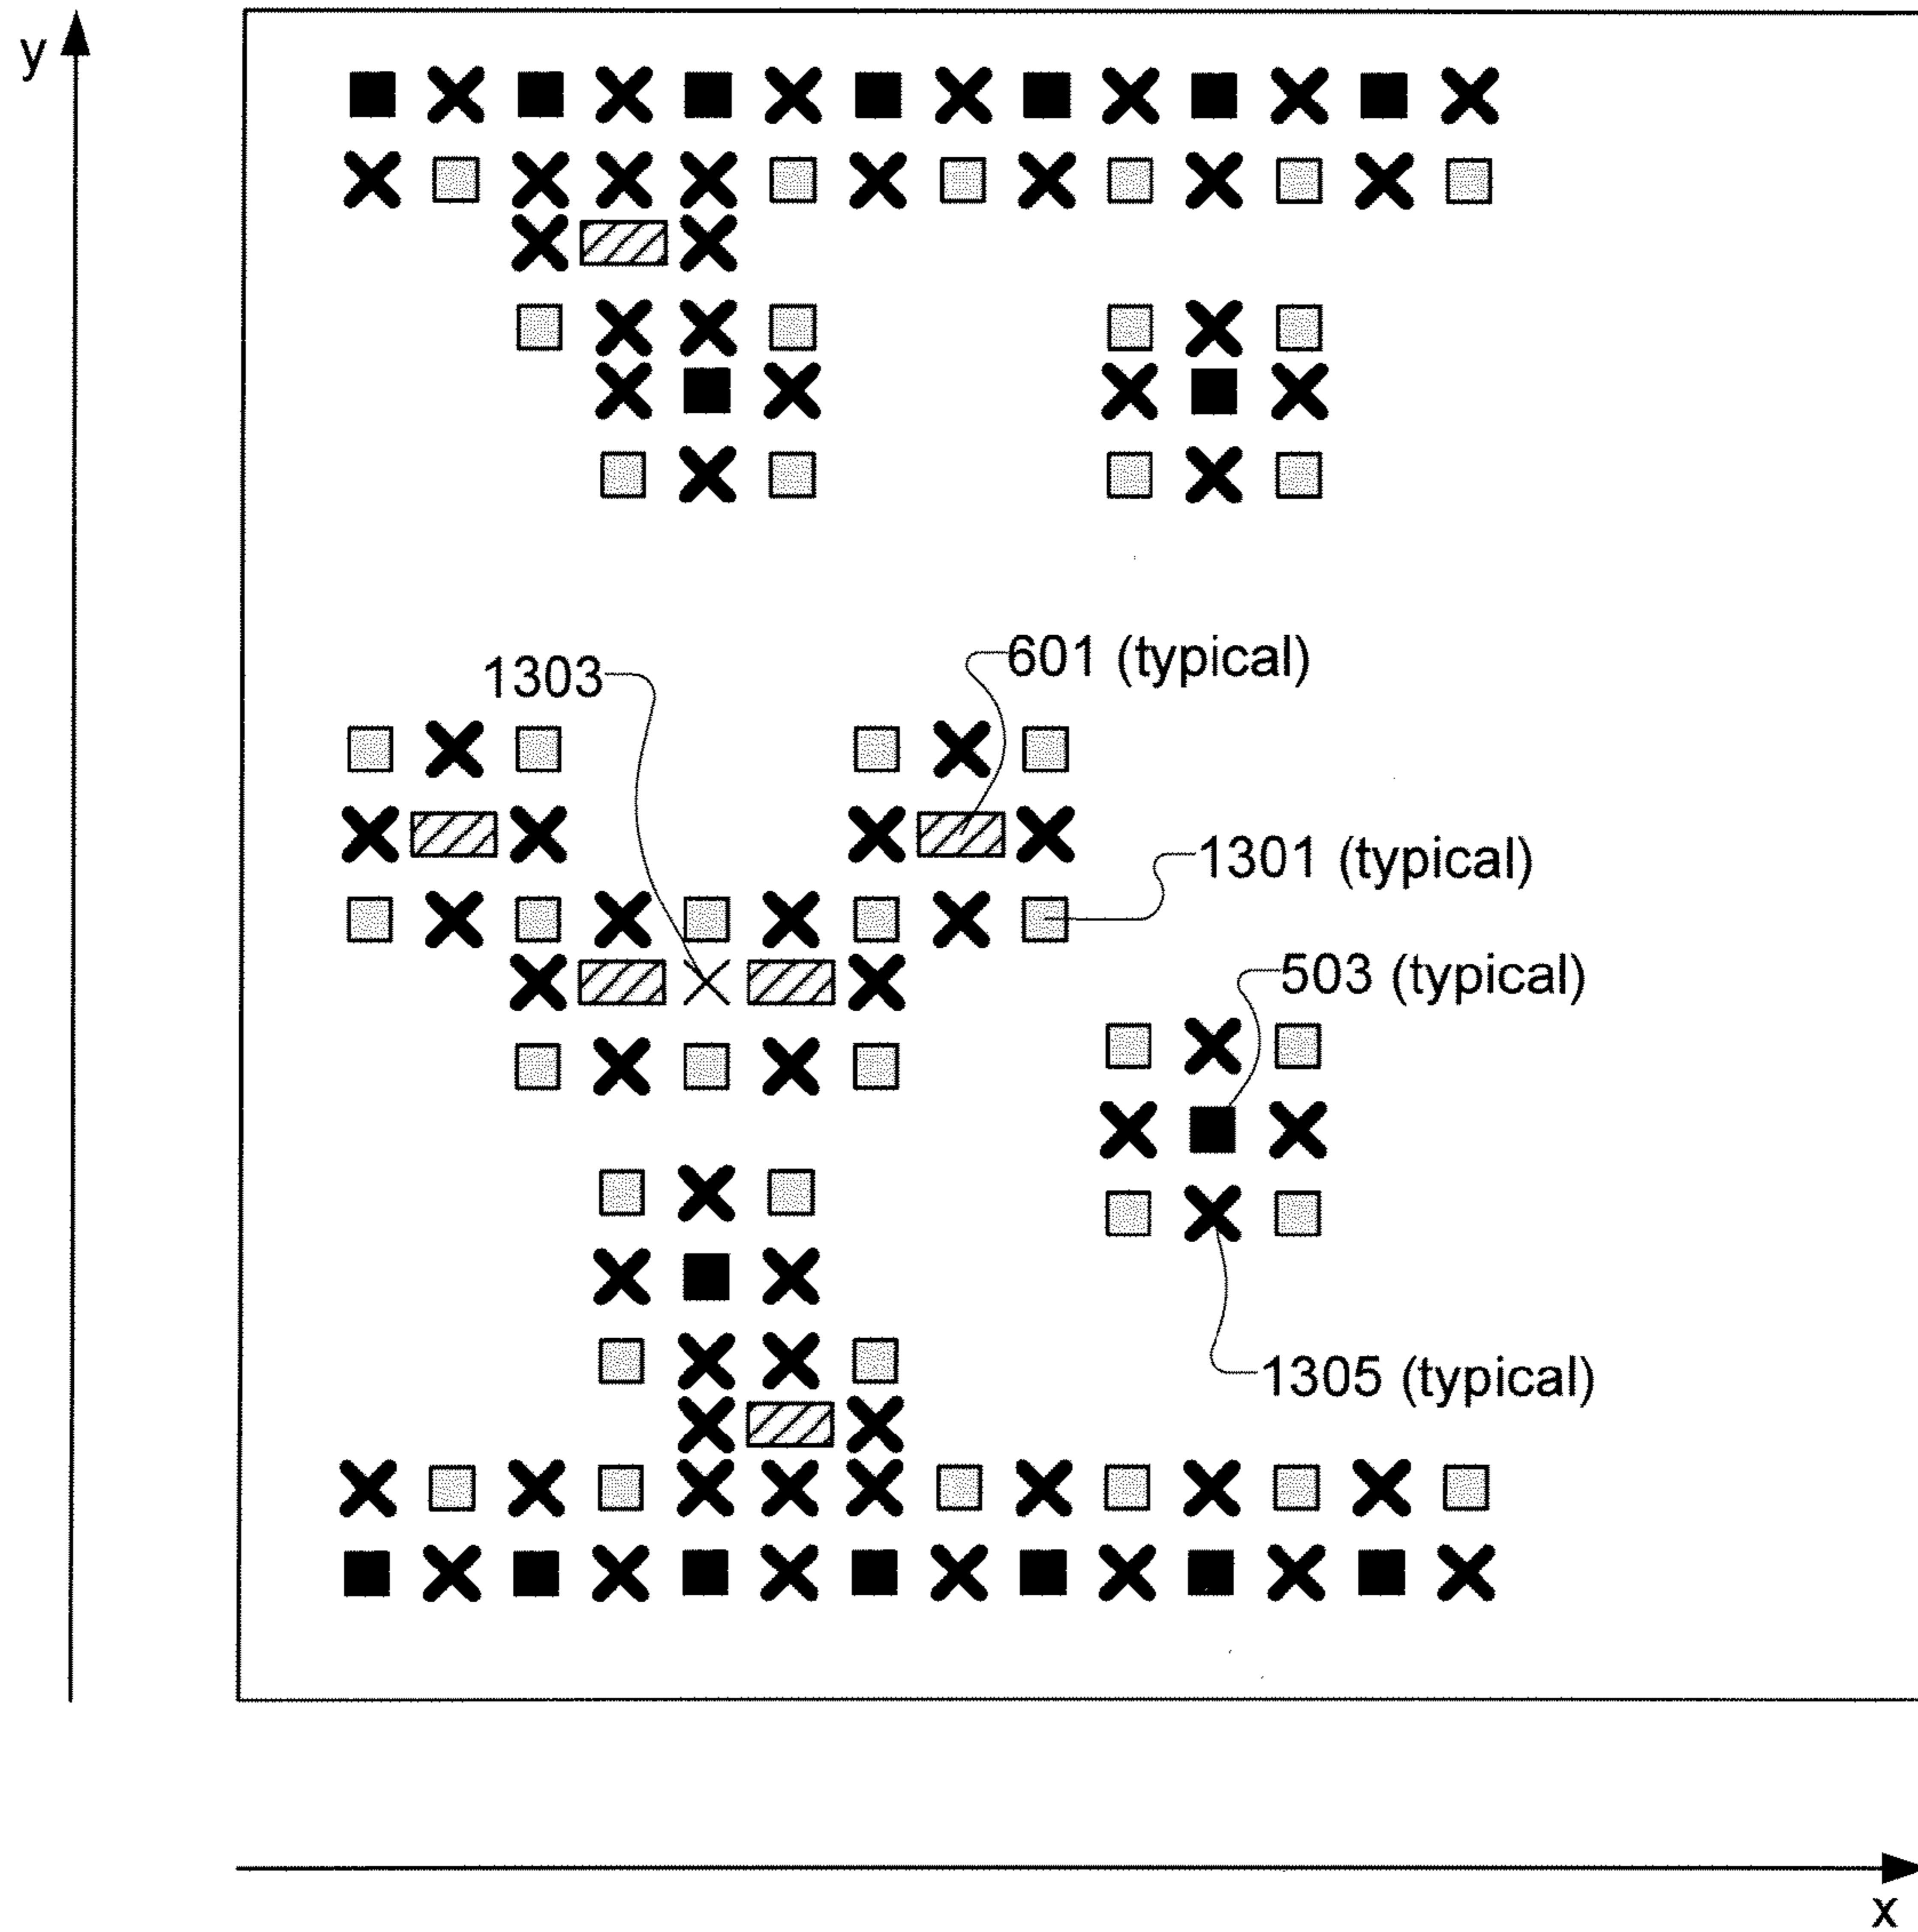 y
601 (typical)
1303
1301 (typical)
503 (typical)
1305 (typical)
x